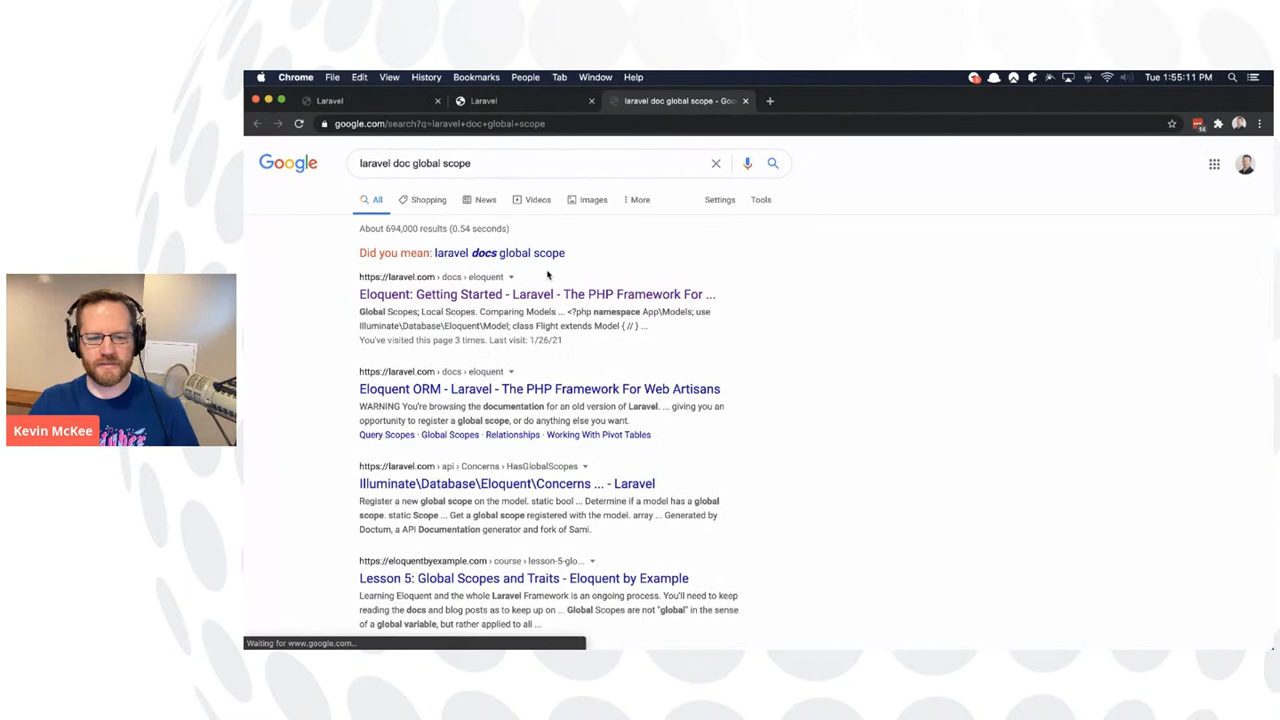 Chrome File Edit View History Bookmarks People Tab Window Help Tue 1:55:11 PM
Laravel Laravel laravel doc global scope - Goo
google.com/search?q=laravel+doc+global+scope
Google laravel doc global scope
All Shopping News Videos Images More Settings Tools
About 694,000 results (0.54 seconds)
Did you mean: laravel docs global scope
https://laravel.com › docs › eloquent
Eloquent: Getting Started - Laravel - The PHP Framework For ...
Global Scopes; Local Scopes. Comparing Models ... <?php namespace App\Models; use
Illuminate\Database\Eloquent\Model; class Flight extends Model { // } ...
You've visited this page 3 times. Last visit: 1/26/21
https://laravel.com › docs › eloquent
Eloquent ORM - Laravel - The PHP Framework For Web Artisans
WARNING You're browsing the documentation for an old version of Laravel. ... giving you an
opportunity to register a global scope, or do anything else you want.
Query Scopes · Global Scopes · Relationships · Working With Pivot Tables
https://laravel.com › api › Concerns › HasGlobalScopes
Illuminate\Database\Eloquent\Concerns ... - Laravel
Register a new global scope on the model. static bool ... Determine if a model has a global
scope. static Scope ... Get a global scope registered with the model. array ... Generated by
Doctum, a API Documentation generator and fork of Sami.
https://eloquentbyexample.com › course › lesson-5-glo...
Lesson 5: Global Scopes and Traits - Eloquent by Example
Learning Eloquent and the whole Laravel Framework is an ongoing process. You'll need to keep
reading the docs and blog posts as to keep up on ... Global Scopes are not "global" in the sense
of a global variable, but rather applied to all ...
Waiting for www.google.com...
Kevin McKee